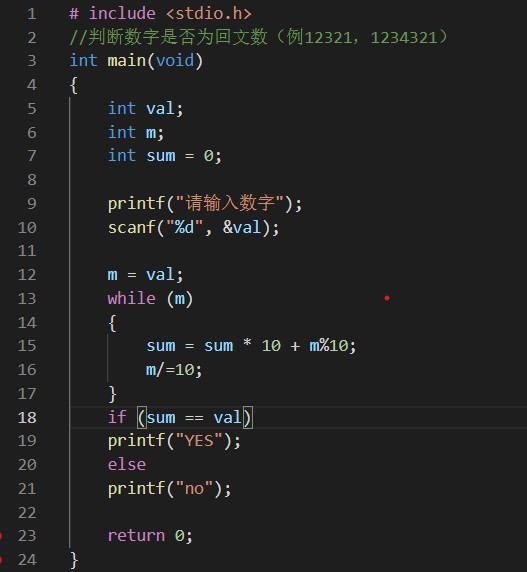 1 # include <stdio.h>
2 //判断数字是否为回文数（例12321，1234321）
3 int main(void)
4 {
5 int val;
6 int m;
7 int sum = 0;
8
9 printf("请输入数字");
10 scanf("%d", &val);
11
12 m = val;
13 while (m)
14 {
15 sum = sum * 10 + m%10;
16 m/=10;
17 }
18 if (sum == val)
19 printf("YES");
20 else
21 printf("no");
22
23 return 0;
24 }